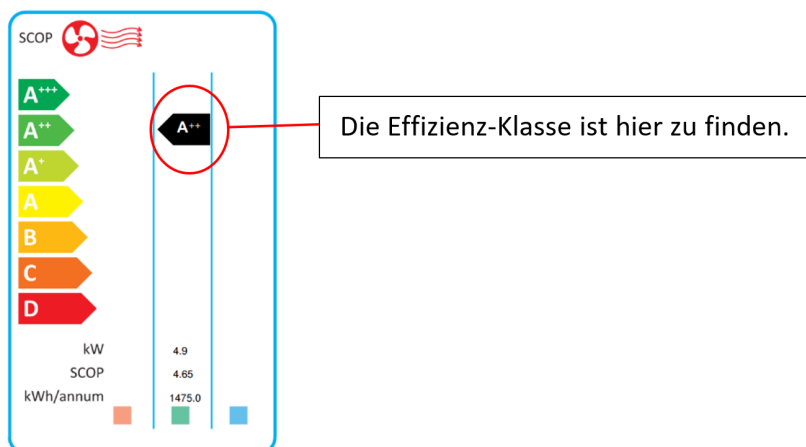 SCOP
A+++
A++
A++
Die Effizienz-Klasse ist hier zu finden.
A+
A
B
C
D
kW 4.9
SCOP 4.65
kWh/annum 1475.0